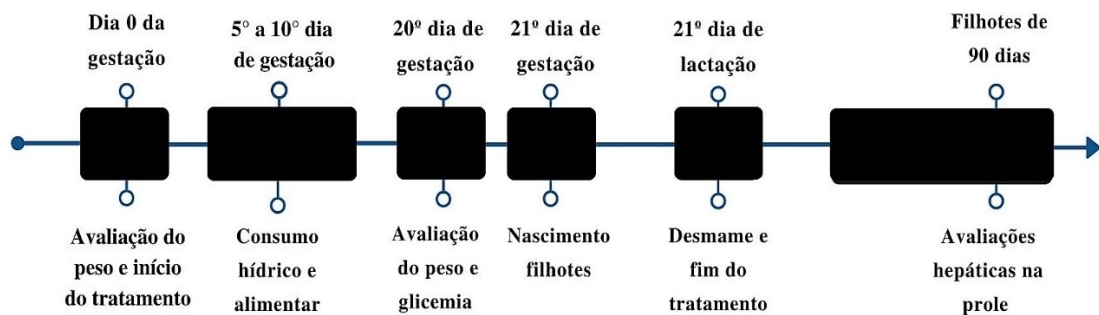 Dia 0 da
gestação
5° a 10° dia
de gestação
20º dia de
gestação
21º dia de
gestação
21º dia de
lactação
Filhotes de
90 dias
Avaliação do
peso e início
do tratamento
Consumo
hídrico e
alimentar
Avaliação
do peso e
glicemia
Nascimento
filhotes
Desmame e
fim do
tratamento
Avaliações
hepáticas na
prole